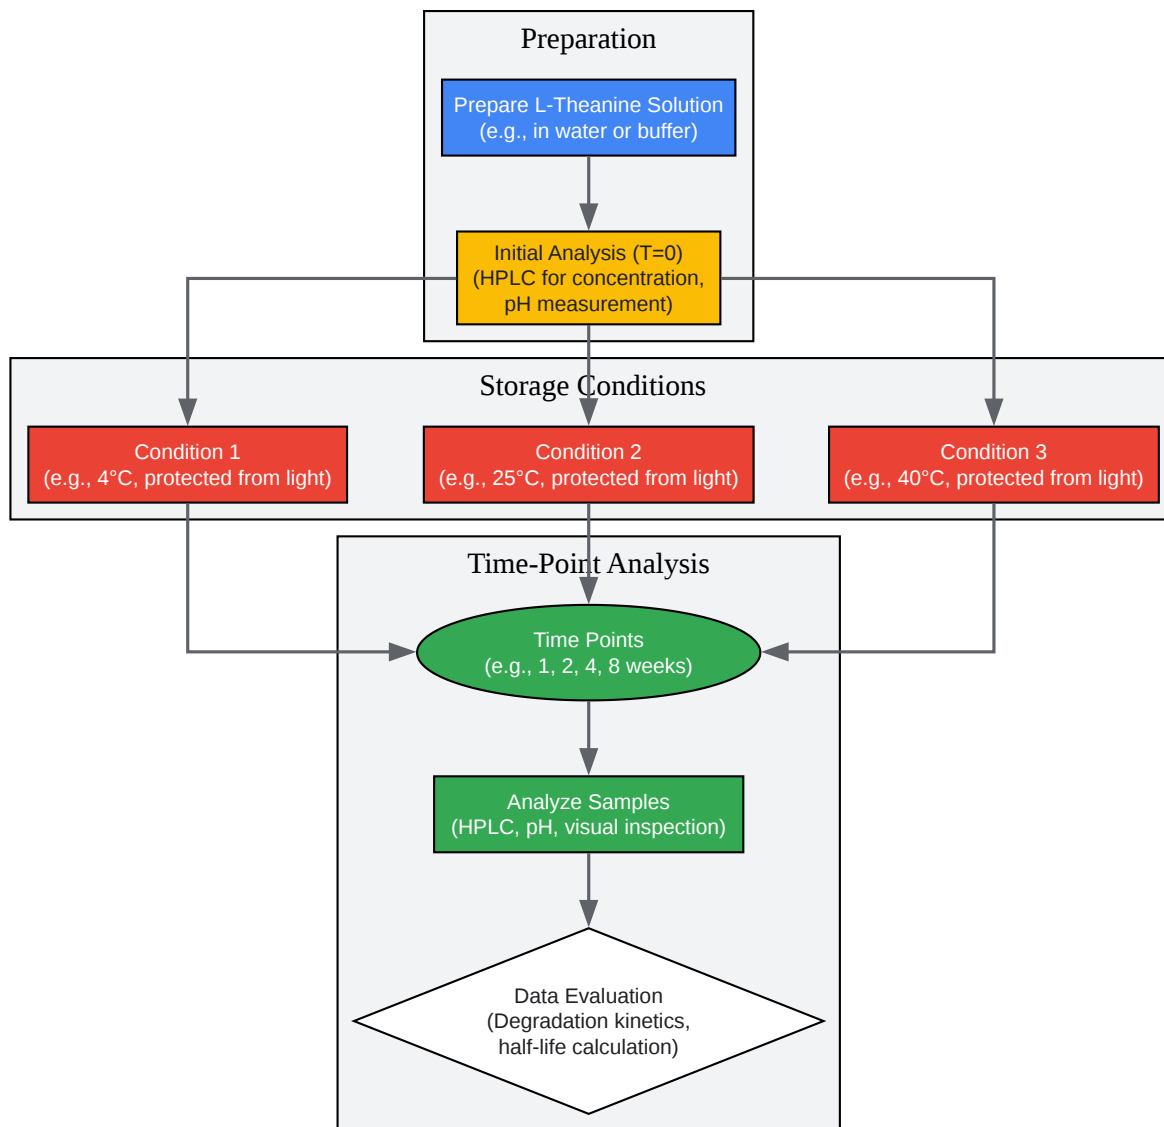 Preparation
Prepare L-Theanine Solution
(e.g., in water or buffer)
Initial Analysis (T=0)
(HPLC for concentration,
pH measurement)
Storage Conditions
Condition 1
(e.g., 4°C, protected from light)
Condition 2
(e.g., 25°C, protected from light)
Condition 3
(e.g., 40°C, protected from light)
Time-Point Analysis
Time Points
(e.g., 1, 2, 4, 8 weeks)
Analyze Samples
(HPLC, pH, visual inspection)
Data Evaluation
(Degradation kinetics,
half-life calculation)